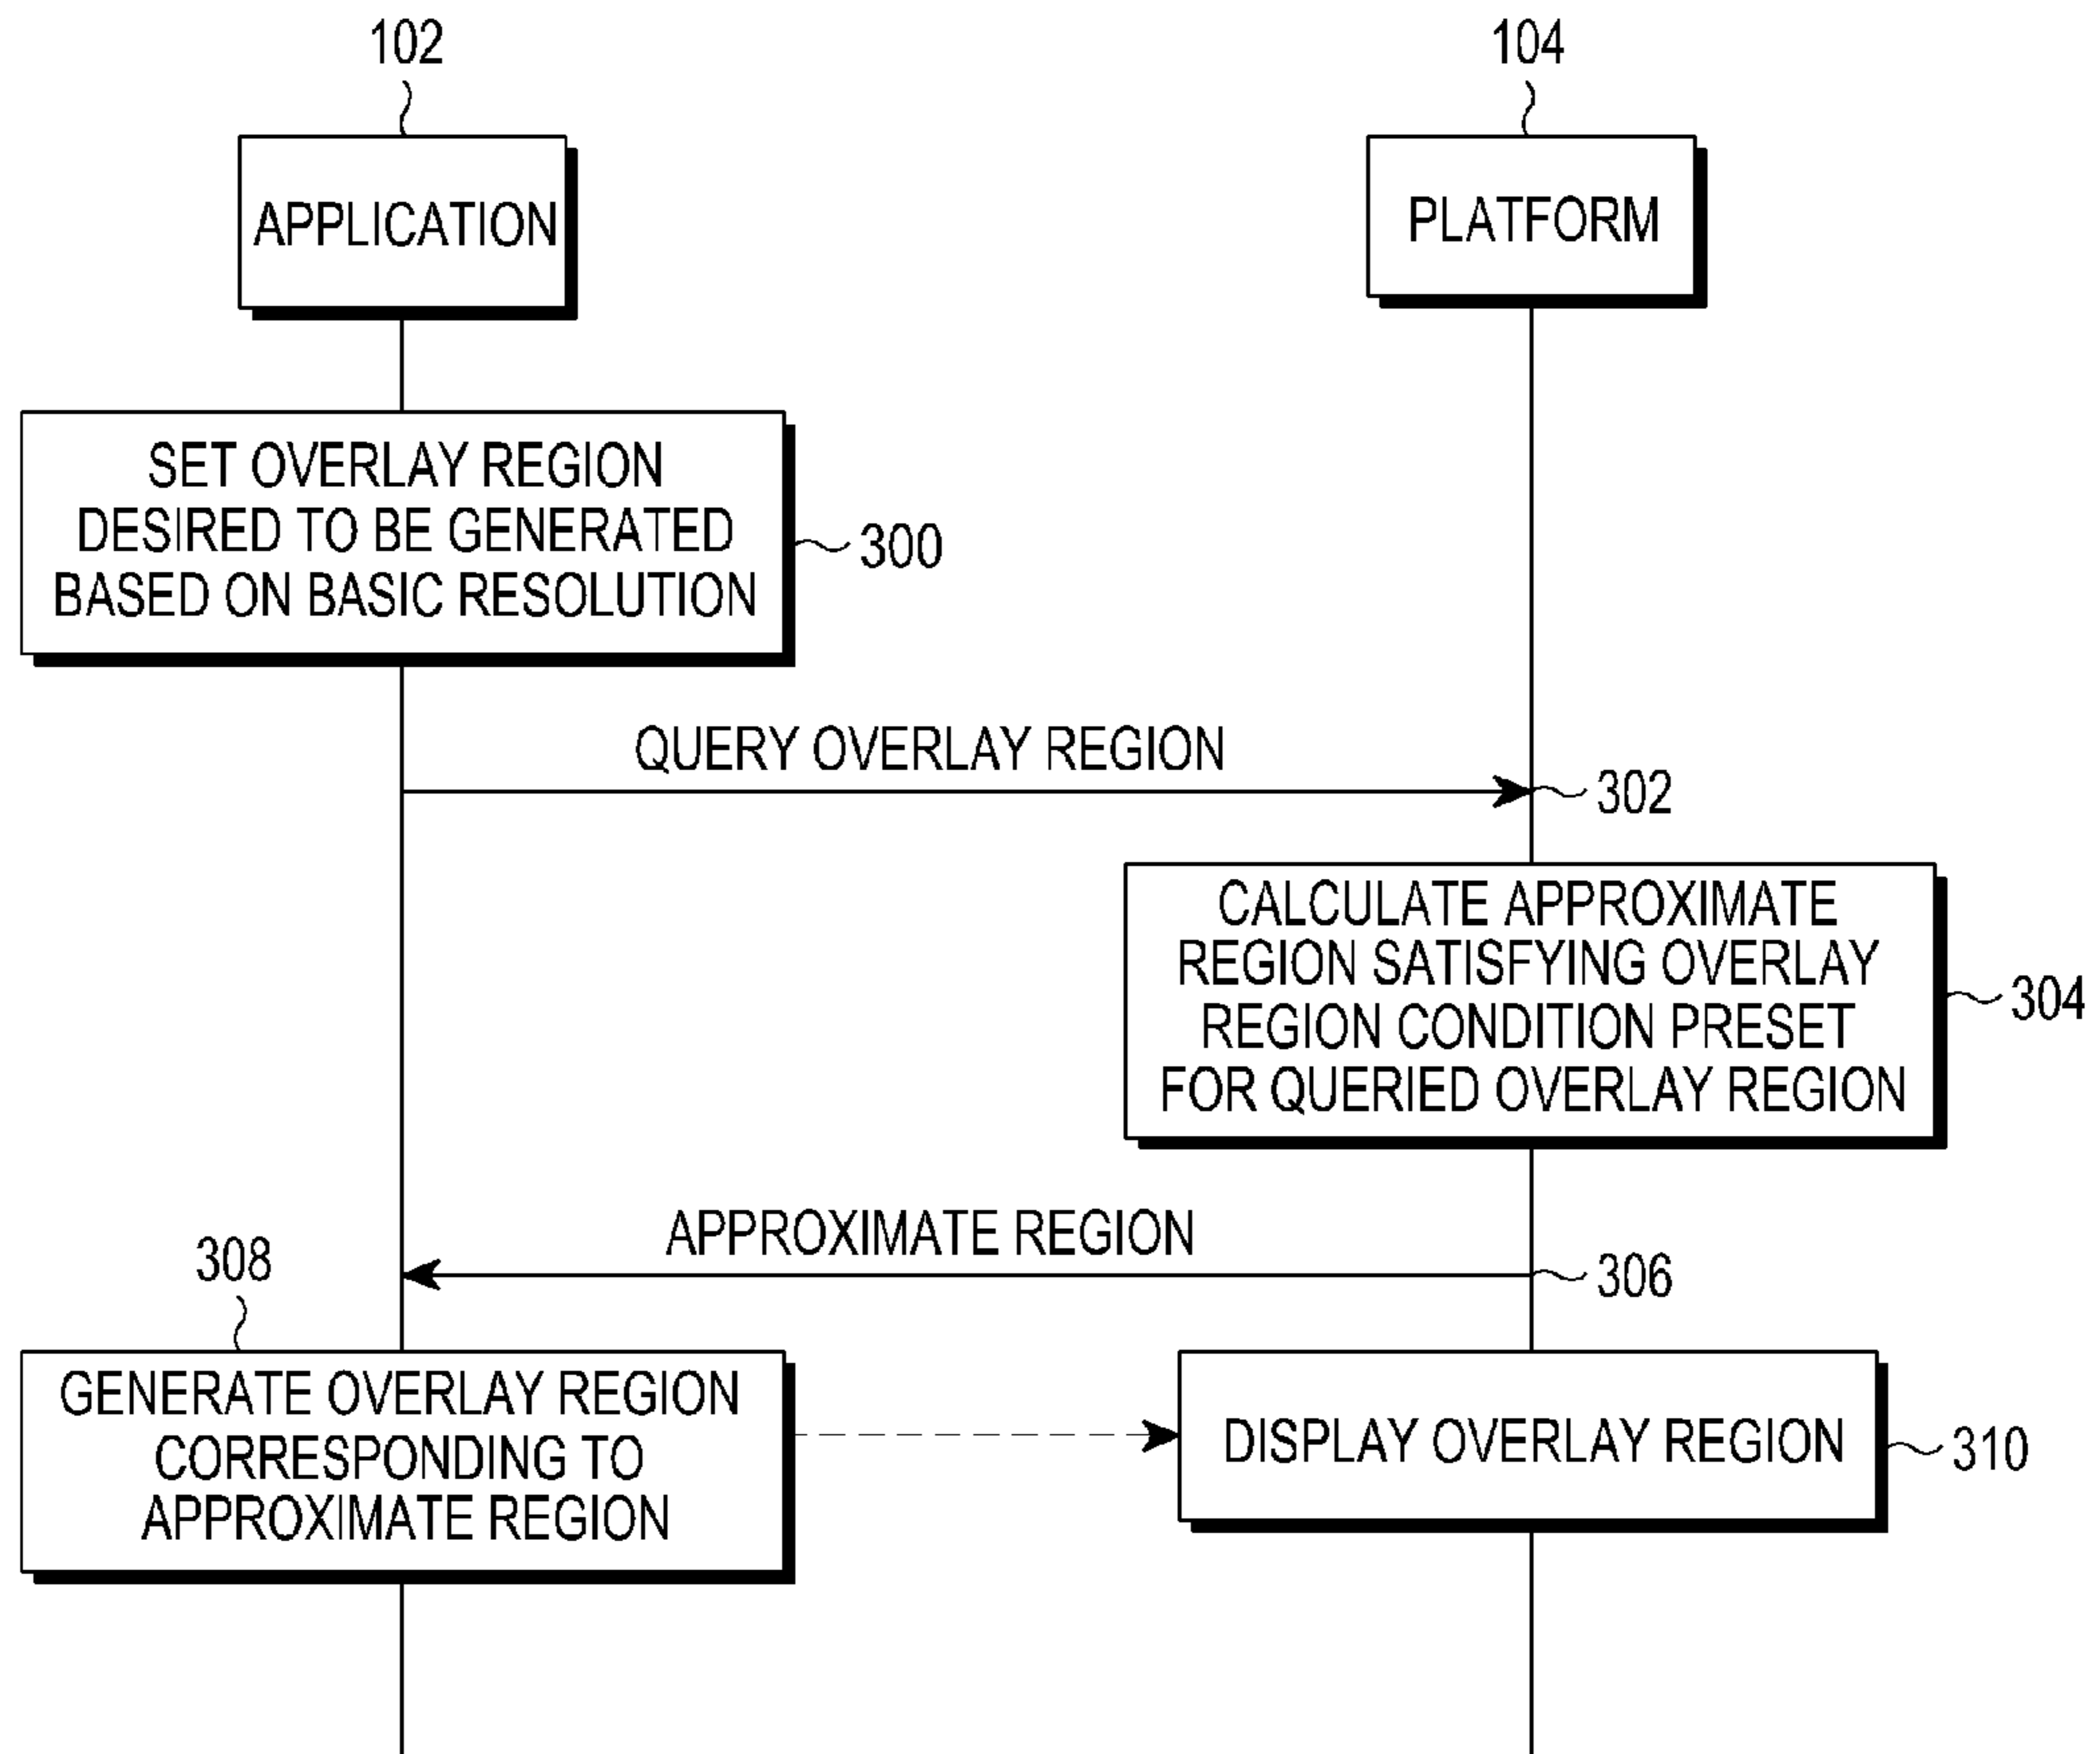 102
104
APPLICATION
PLATFORM
SET OVERLAY REGION
DESIRED TO BE GENERATED
BASED ON BASIC RESOLUTION
300
QUERY OVERLAY REGION
302
CALCULATE APPROXIMATE
REGION SATISFYING OVERLAY
REGION CONDITION PRESET
FOR QUERIED OVERLAY REGION
304
APPROXIMATE REGION
306
308
GENERATE OVERLAY REGION
CORRESPONDING TO
APPROXIMATE REGION
DISPLAY OVERLAY REGION
310